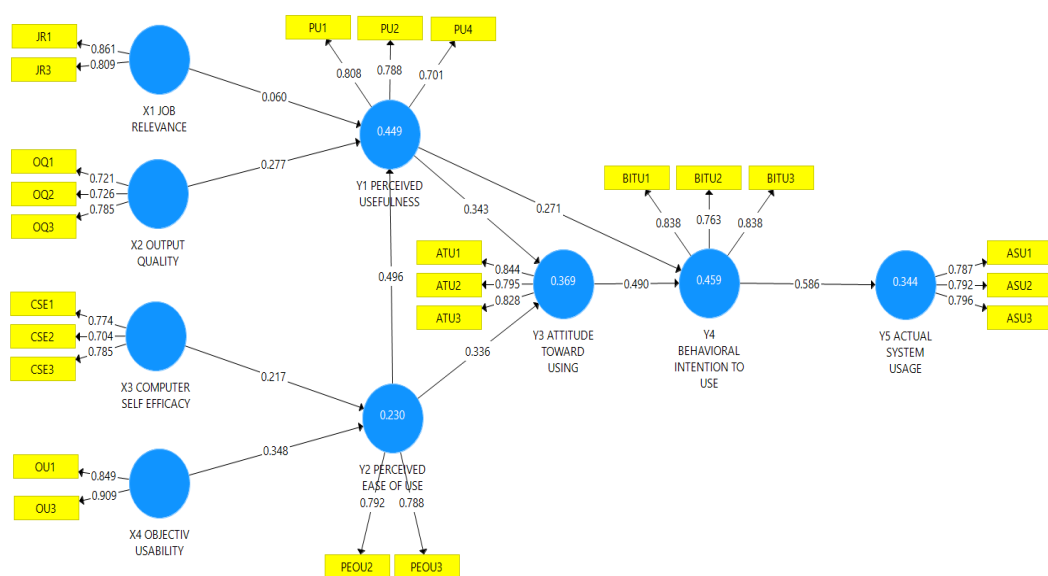 JR1
0.861
0.809
JR3
X1 JOB
RELEVANCE
0.060
OQ1
0.721
OQ2
0.726
0.785
OQ3
X2 OUTPUT
QUALITY
0.277
CSE1
0.774
CSE2
0.704
0.785
CSE3
X3 COMPUTER
SELF EFFICACY
0.217
OU1
0.849
0.909
OU3
X4 OBJECTIV
USABILITY
0.348
PU1
PU2
PU4
0.808
0.788
0.701
0.449
Y1 PERCEIVED
USEFULNESS
0.496
0.343
0.271
0.230
Y2 PERCEIVED
EASE OF USE
0.792
0.788
PEOU2
PEOU3
0.336
ATU1
0.844
ATU2
0.795
0.828
ATU3
0.369
Y3 ATTITUDE
TOWARD
USING
0.490
BITU1
BITU2
BITU3
0.838
0.763
0.838
0.459
Y4
BEHAVIORAL
INTENTION TO
USE
0.586
0.344
Y5 ACTUAL
SYSTEM
USAGE
0.787
ASU1
0.792
ASU2
0.796
ASU3